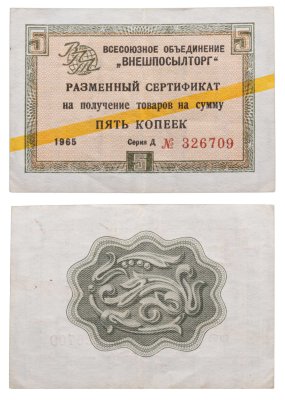 5 ВСЕСОЮЗНОЕ ОБЪЕДИНЕНИЕ 5
„ВНЕШПОСЫЛТОРГ"
РАЗМЕННЫЙ СЕРТИФИКАТ
на получение товаров на сумму
ПЯТЬ КОПЕЕК
1965 Серия Д № 326709
5